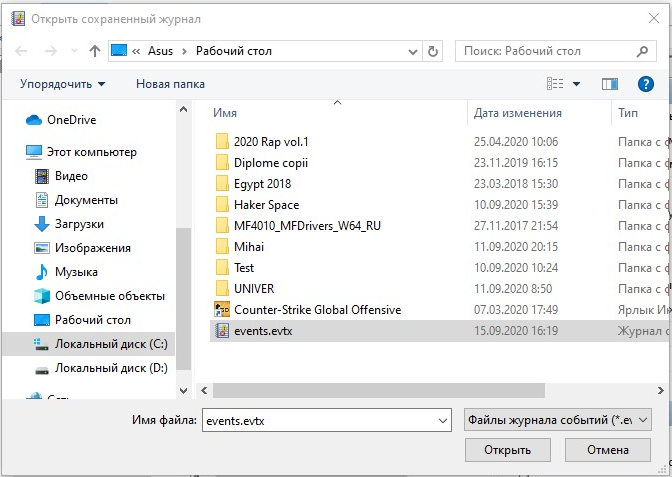 Открыть сохраненный журнал
« Asus > Рабочий стол
Поиск: Рабочий стол
Упорядочить
Новая папка
Имя
Дата изменения
Тип
OneDrive
Этот компьютер
Видео
Документы
Загрузки
Изображения
Музыка
Объемные объекты
Рабочий стол
Локальный диск (C:)
Локальный диск (D:)
2020 Rap vol.1 25.04.2020 10:06 Папка с ф
Diplome copii 23.11.2019 16:15 Папка с ф
Egypt 2018 23.03.2018 15:30 Папка с ф
Haker Space 10.09.2020 15:39 Папка с ф
MF4010_MFDrivers_W64_RU 27.11.2017 21:54 Папка с ф
Mihai 11.09.2020 20:15 Папка с ф
Test 10.09.2020 10:24 Папка с ф
UNIVER 11.09.2020 8:50 Папка с ф
Counter-Strike Global Offensive 07.03.2020 17:49 Ярлык Ин
events.evtx 15.09.2020 16:19 Журнал с
Имя файла: events.evtx
Файлы журнала событий (*.ev
Открыть
Отмена